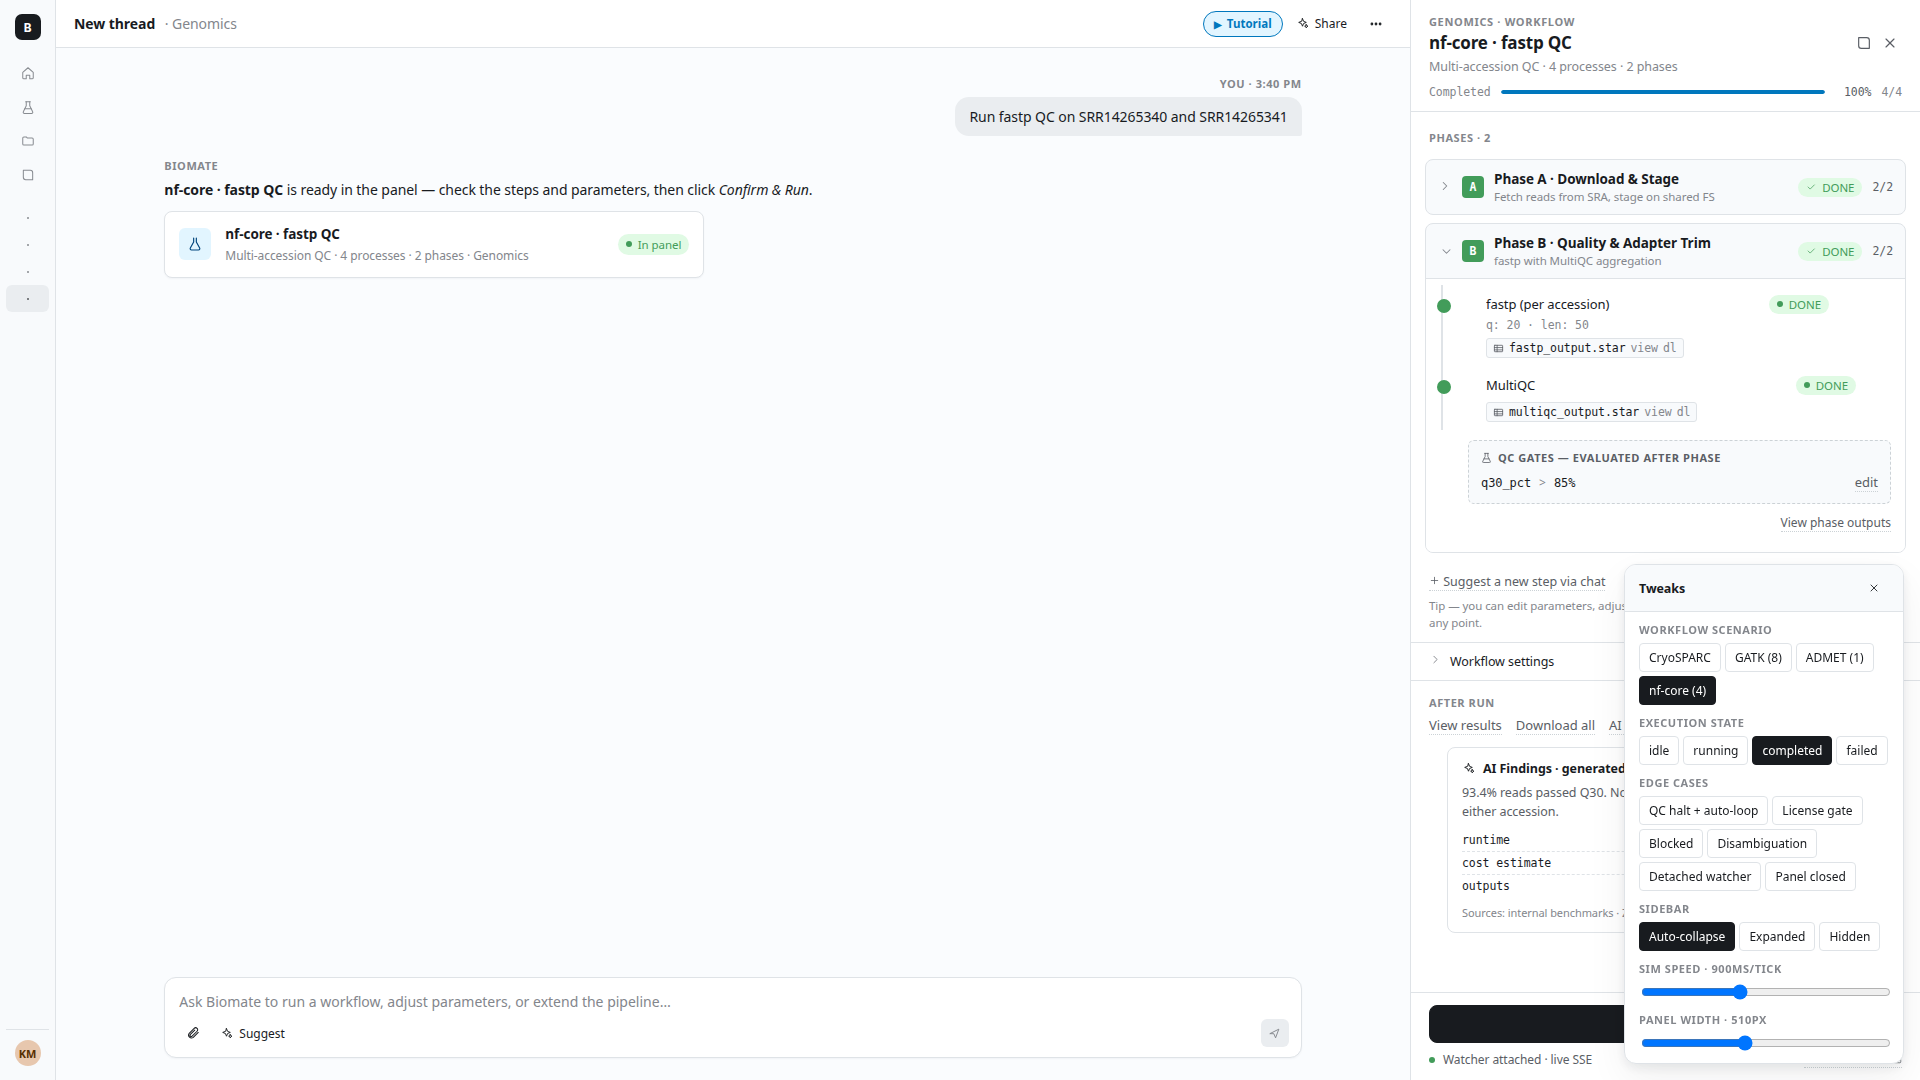 B
New thread · Genomics
▶ Tutorial
Share
YOU · 3:40 PM
Run fastp QC on SRR14265340 and SRR14265341
BIOMATE
nf-core · fastp QC is ready in the panel — check the steps and parameters, then click Confirm & Run.
nf-core · fastp QC
Multi-accession QC · 4 processes · 2 phases · Genomics
In panel
Ask Biomate to run a workflow, adjust parameters, or extend the pipeline...
Suggest
KM
GENOMICS · WORKFLOW
nf-core · fastp QC
Multi-accession QC · 4 processes · 2 phases
Completed 100% 4/4
PHASES · 2
A
Phase A · Download & Stage
Fetch reads from SRA, stage on shared FS
DONE 2/2
B
Phase B · Quality & Adapter Trim
fastp with MultiQC aggregation
DONE 2/2
fastp (per accession)
DONE
q: 20 · len: 50
fastp_output.star view dl
MultiQC
DONE
multiqc_output.star view dl
QC GATES — EVALUATED AFTER PHASE
q30_pct > 85% edit
View phase outputs
+ Suggest a new step via chat
Tip — you can edit parameters,
any point.
Workflow settings
AFTER RUN
View results Download all AI
AI Findings · generated
93.4% reads passed Q30.
either accession.
runtime
cost estimate
outputs
Sources: internal benchmarks ·
Watcher attached · live SSE
Tweaks
WORKFLOW SCENARIO
CryoSPARC GATK (8) ADMET (1)
nf-core (4)
EXECUTION STATE
idle running completed failed
EDGE CASES
QC halt + auto-loop License gate
Blocked Disambiguation
Detached watcher Panel closed
SIDEBAR
Auto-collapse Expanded Hidden
SIM SPEED · 900MS/TICK
PANEL WIDTH · 510PX